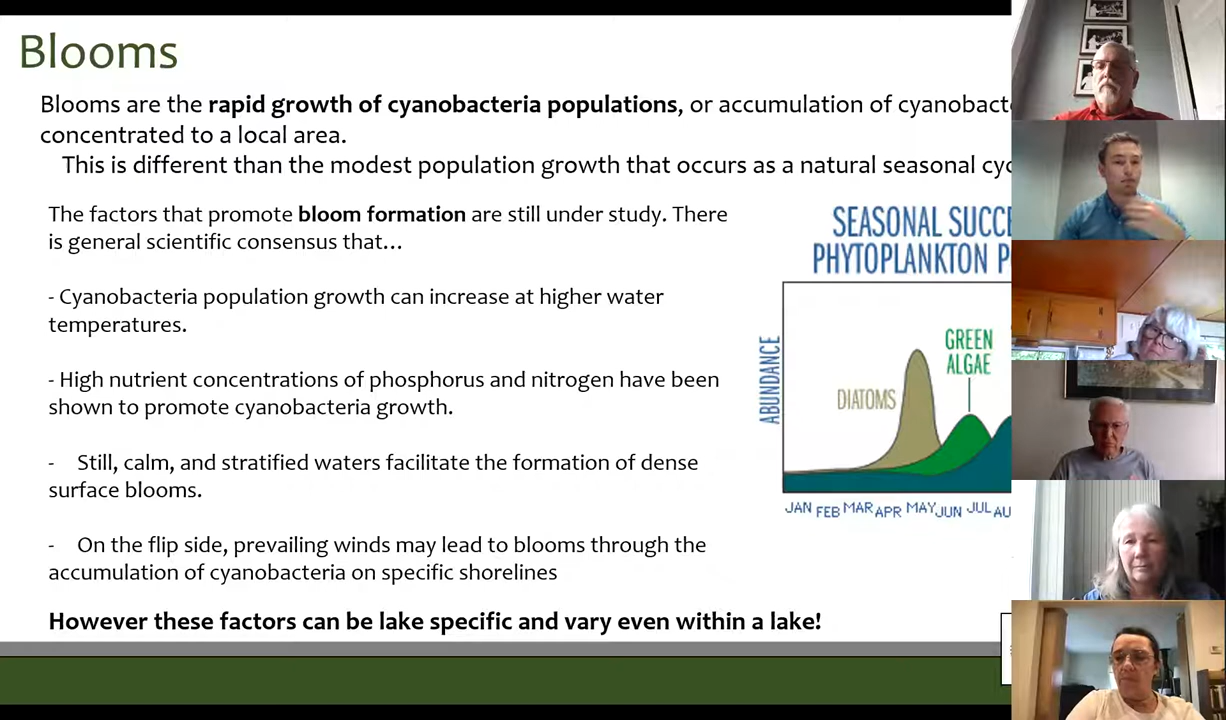 Blooms
Blooms are the rapid growth of cyanobacteria populations, or accumulation of
concentrated to a local area.
This is different than the modest population growth that occurs as a natural seasonal
The factors that promote bloom formation are still under study. There
is general scientific consensus that…
- Cyanobacteria population growth can increase at higher water
temperatures.
- High nutrient concentrations of phosphorus and nitrogen have been
shown to promote cyanobacteria growth.
- Still, calm, and stratified waters facilitate the formation of dense
surface blooms.
- On the flip side, prevailing winds may lead to blooms through the
accumulation of cyanobacteria on specific shorelines
However these factors can be lake specific and vary even within a lake!
SEASONAL
PHYTOPLANKTON
ABUNDANCE
DIATOMS
GREEN
ALGAE
JAN FEB MAR APR MAY JUN JUL